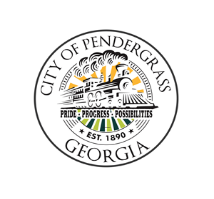 CITY OF PENDERGRASS
PRIDE - PROGRESS - POSSIBILITIES
* EST. 1890 *
GEORGIA